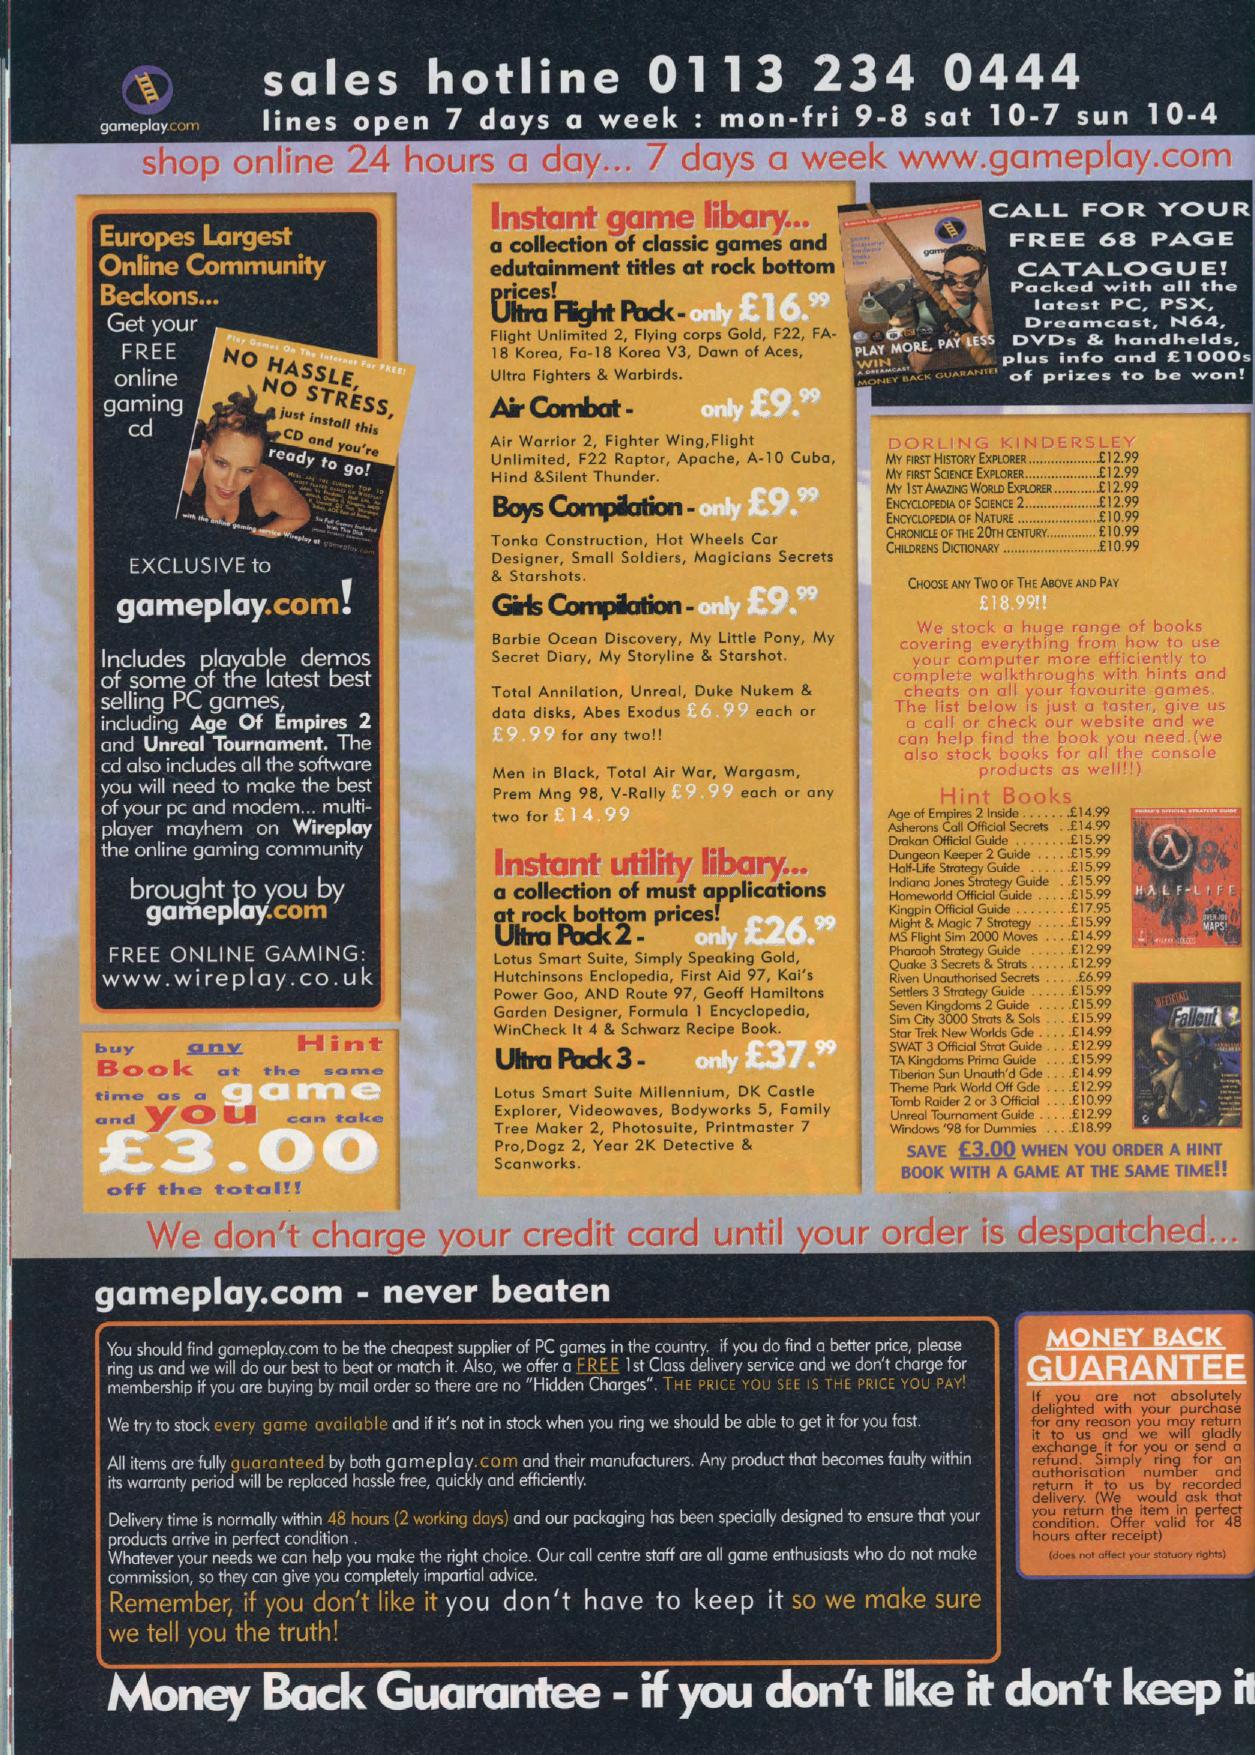 gameplay.com
sales hotline 0113 234 0444
lines open 7 days a week : mon-fri 9-8 sat 10-7 sun 10-4
shop online 24 hours a day... 7 days a week www.gameplay.com
Europes Largest
Online Community
Beckons...
Get your
FREE
online
gaming
cd
Play Games On The Internet For FREE!
NO HASSLE,
NO STRESS,
just install this
CD and you're
ready to go!
with the online gaming service Wireplay at gameplay.com
EXCLUSIVE to
gameplay.com!
Includes playable demos
of some of the latest best
selling PC games,
including Age Of Empires 2
and Unreal Tournament. The
cd also includes all the software
you will need to make the best
of your pc and modem... multi-
player mayhem on Wireplay
the online gaming community
brought to you by
gameplay.com
FREE ONLINE GAMING:
www.wireplay.co.uk
buy any Hint
Book at the same
time as a game
and you can take
£3.00
off the total!!
Instant game libary...
a collection of classic games and
edutainment titles at rock bottom
prices!
Ultra Flight Pack - only £16.99
Flight Unlimited 2, Flying corps Gold, F22, FA-
18 Korea, Fa-18 Korea V3, Dawn of Aces,
Ultra Fighters & Warbirds.
Air Combat - only £9.99
Air Warrior 2, Fighter Wing,Flight
Unlimited, F22 Raptor, Apache, A-10 Cuba,
Hind &Silent Thunder.
Boys Compilation - only £9.99
Tonka Construction, Hot Wheels Car
Designer, Small Soldiers, Magicians Secrets
& Starshots.
Girls Compilation - only £9.99
Barbie Ocean Discovery, My Little Pony, My
Secret Diary, My Storyline & Starshot.
Total Annilation, Unreal, Duke Nukem &
data disks, Abes Exodus £6.99 each or
£9.99 for any two!!
Men in Black, Total Air War, Wargasm,
Prem Mng 98, V-Rally £9.99 each or any
two for £14.99
Instant utility libary...
a collection of must applications
at rock bottom prices!
Ultra Pack 2 - only £26.99
Lotus Smart Suite, Simply Speaking Gold,
Hutchinsons Enclopedia, First Aid 97, Kai's
Power Goo, AND Route 97, Geoff Hamiltons
Garden Designer, Formula 1 Encyclopedia,
WinCheck It 4 & Schwarz Recipe Book.
Ultra Pack 3 - only £37.99
Lotus Smart Suite Millennium, DK Castle
Explorer, Videowaves, Bodyworks 5, Family
Tree Maker 2, Photosuite, Printmaster 7
Pro,Dogz 2, Year 2K Detective &
Scanworks.
PLAY MORE, PAY LESS
WIN
A DREAMCAST
MONEY BACK GUARANTEE
CALL FOR YOUR
FREE 68 PAGE
CATALOGUE!
Packed with all the
latest PC, PSX,
Dreamcast, N64,
DVDs & handhelds,
plus info and £1000s
of prizes to be won!
DORLING KINDERSLEY
MY FIRST HISTORY EXPLORER...................£12.99
MY FIRST SCIENCE EXPLORER....................£12.99
MY 1ST AMAZING WORLD EXPLORER............£12.99
ENCYCLOPEDIA OF SCIENCE 2....................£12.99
ENCYCLOPEDIA OF NATURE ......................£10.99
CHRONICLE OF THE 20TH CENTURY............. £10.99
CHILDRENS DICTIONARY ..........................£10.99
CHOOSE ANY TWO OF THE ABOVE AND PAY
£18.99!!
We stock a huge range of books
covering everything from how to use
your computer more efficiently to
complete walkthroughs with hints and
cheats on all your favourite games.
The list below is just a taster, give us
a call or check our website and we
can help find the book you need.(we
also stock books for all the console
products as well!!)
Hint Books
Age of Empires 2 Inside . . . . . . .£14.99
Asherons Call Official Secrets . .£14.99
Drakan Official Guide . . . . . . . .£15.99
Dungeon Keeper 2 Guide . . . . .£15.99
Half-Life Strategy Guide . . . . . .£15.99
Indiana Jones Strategy Guide . .£15.99
Homeworld Official Guide . . . . .£15.99
Kingpin Official Guide . . . . . . . .£17.95
Might & Magic 7 Strategy . . . . .£15.99
MS Flight Sim 2000 Moves . . . .£14.99
Pharaoh Strategy Guide . . . . . .£12.99
Quake 3 Secrets & Strats . . . . . .£12.99
Riven Unauthorised Secrets . . . . .£6.99
Settlers 3 Strategy Guide . . . . . .£15.99
Seven Kingdoms 2 Guide . . . . .£15.99
Sim City 3000 Strats & Sols . . . .£15.99
Star Trek New Worlds Gde . . . .£14.99
SWAT 3 Official Strat Guide . . .£12.99
TA Kingdoms Prima Guide . . . .£15.99
Tiberian Sun Unauth'd Gde . . . .£14.99
Theme Park World Off Gde . . . .£12.99
Tomb Raider 2 or 3 Official . . . .£10.99
Unreal Tournament Guide . . . . .£12.99
Windows '98 for Dummies . . . . .£18.99
PRIMA'S OFFICIAL STRATEGY GUIDE
HALF-LIFE
OVER 200
MAPS!
OFFICIAL
Fallout 2
SAVE £3.00 WHEN YOU ORDER A HINT
BOOK WITH A GAME AT THE SAME TIME!!
We don't charge your credit card until your order is despatched...
gameplay.com - never beaten
You should find gameplay.com to be the cheapest supplier of PC games in the country. if you do find a better price, please
ring us and we will do our best to beat or match it. Also, we offer a FREE 1st Class delivery service and we don't charge for
membership if you are buying by mail order so there are no "Hidden Charges". THE PRICE YOU SEE IS THE PRICE YOU PAY!
We try to stock every game available and if it's not in stock when you ring we should be able to get it for you fast.
All items are fully guaranteed by both gameplay.com and their manufacturers. Any product that becomes faulty within
its warranty period will be replaced hassle free, quickly and efficiently.
Delivery time is normally within 48 hours (2 working days) and our packaging has been specially designed to ensure that your
products arrive in perfect condition .
Whatever your needs we can help you make the right choice. Our call centre staff are all game enthusiasts who do not make
commission, so they can give you completely impartial advice.
Remember, if you don't like it you don't have to keep it so we make sure
we tell you the truth!
MONEY BACK
GUARANTEE
If you are not absolutely
delighted with your purchase
for any reason you may return
it to us and we will gladly
exchange it for you or send a
refund. Simply ring for an
authorisation number and
return it to us by recorded
delivery. (We would ask that
you return the item in perfect
condition. Offer valid for 48
hours after receipt)
(does not affect your statuory rights)
Money Back Guarantee - if you don't like it don't keep it